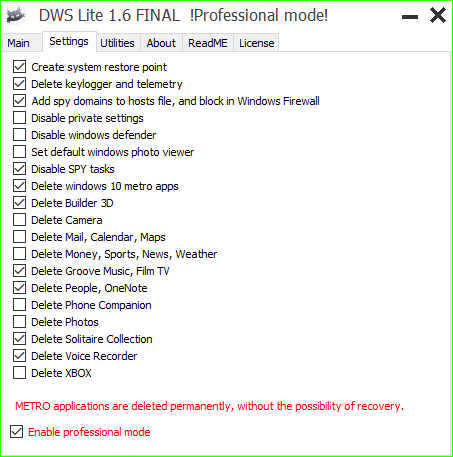 DWS Lite 1.6 FINAL !Professional mode!
Main Settings Utilities About ReadME License
Create system restore point
Delete keylogger and telemetry
Add spy domains to hosts file, and block in Windows Firewall
Disable private settings
Disable windows defender
Set default windows photo viewer
Disable SPY tasks
Delete windows 10 metro apps
Delete Builder 3D
Delete Camera
Delete Mail, Calendar, Maps
Delete Money, Sports, News, Weather
Delete Groove Music, Film TV
Delete People, OneNote
Delete Phone Companion
Delete Photos
Delete Solitaire Collection
Delete Voice Recorder
Delete XBOX
METRO applications are deleted permanently, without the possibility of recovery.
Enable professional mode